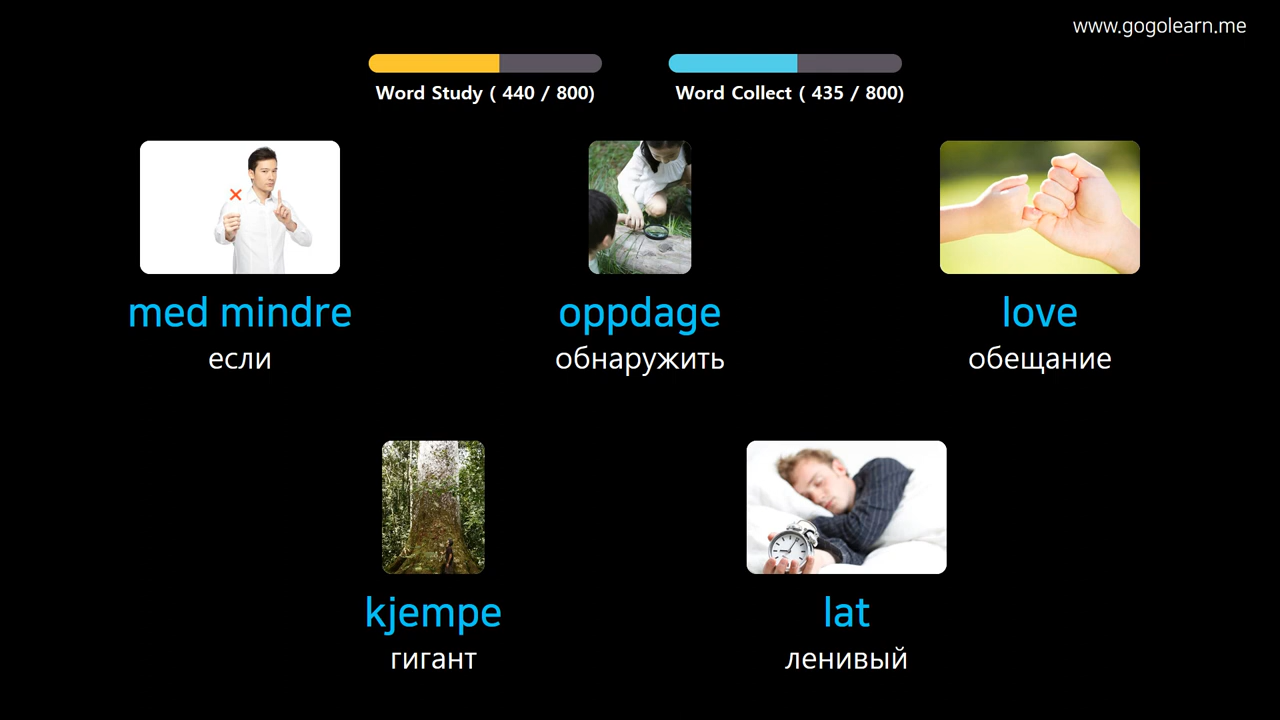 www.gogolearn.me
Word Study ( 440 / 800)
Word Collect ( 435 / 800)
med mindre
если
oppdage
обнаружить
love
обещание
kjempe
гигант
lat
ленивый